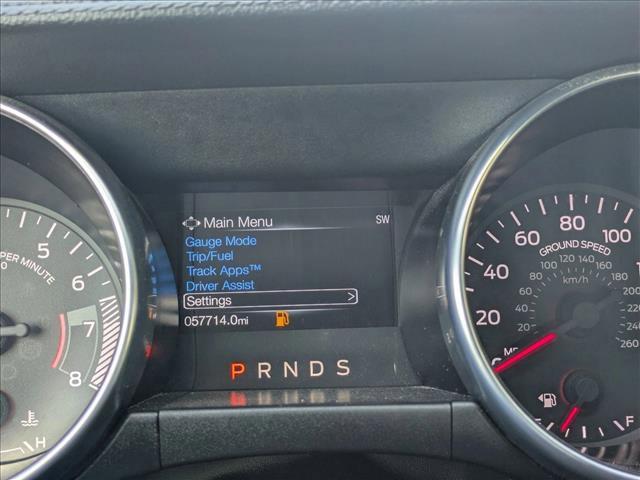 Main Menu
SW
Gauge Mode
Trip/Fuel
Track Apps™
Driver Assist
Settings
057714.0mi
P R N D S
PER MINUTE
5
6
7
8
H
20
40
60
80
100
GROUND SPEED
20
40
60
80
100
120
140
160
180
200
260
km/h
F